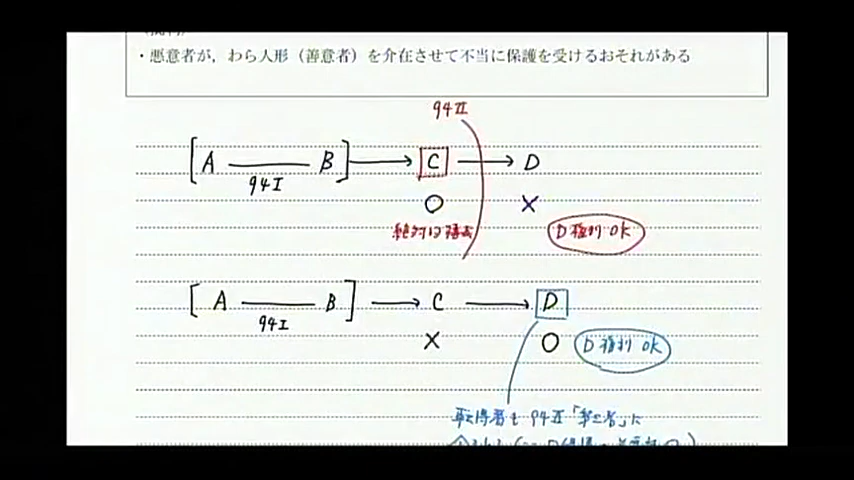 ・悪意者が，わら人形（善意者）を介在させて不当に保護を受けるおそれがある
94Ⅱ
[A ─ B] → C → D
94Ⅰ
○ ×
絶対的構成
D権利OK
[A ─ B] → C → D
94Ⅰ
× ○
D権利OK
転得者も94Ⅱ「第三者」に